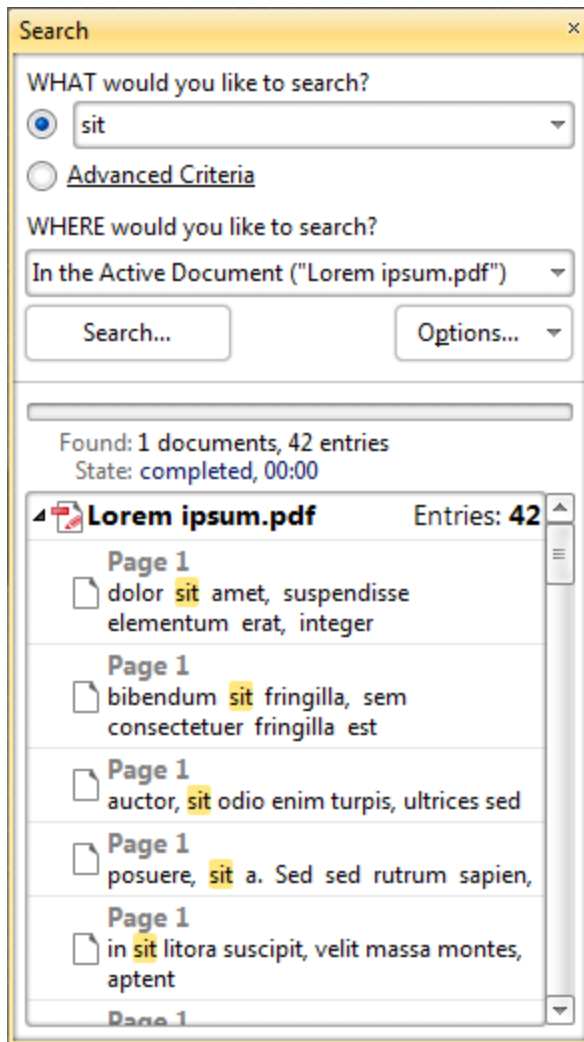 Search
WHAT would you like to search?
sit
Advanced Criteria
WHERE would you like to search?
In the Active Document ("Lorem ipsum.pdf")
Search... Options...
Found: 1 documents, 42 entries
State: completed, 00:00
Lorem ipsum.pdf Entries: 42
Page 1
dolor sit amet, suspendisse
elementum erat, integer
Page 1
bibendum sit fringilla, sem
consectetuer fringilla est
Page 1
auctor, sit odio enim turpis, ultrices sed
Page 1
posuere, sit a. Sed sed rutrum sapien,
Page 1
in sit litora suscipit, velit massa montes,
aptent
Page 1